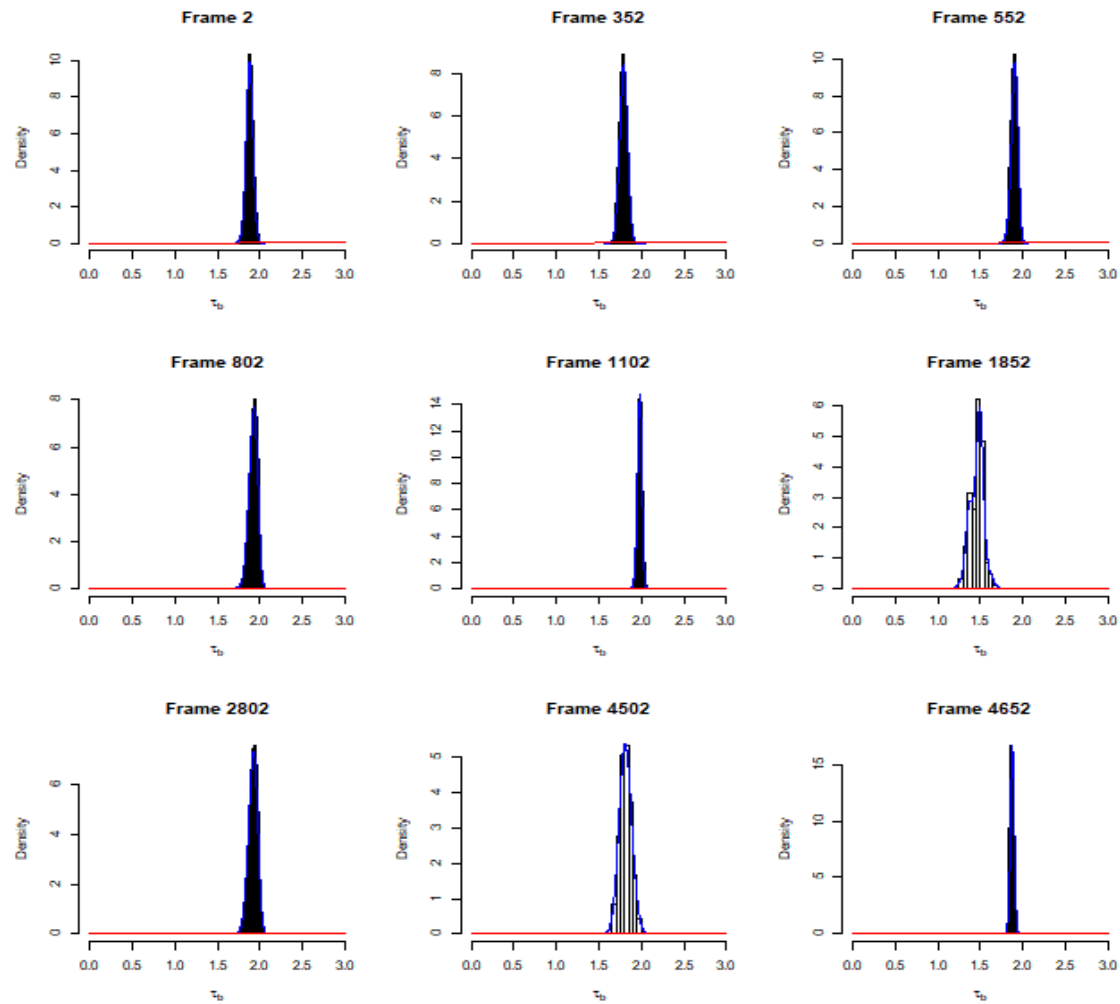 Frame 2
Density
0 2 4 6 8 10
0.0 0.5 1.0 1.5 2.0 2.5 3.0
τb
Frame 352
Density
0 2 4 6 8
0.0 0.5 1.0 1.5 2.0 2.5 3.0
τb
Frame 552
Density
0 2 4 6 8 10
0.0 0.5 1.0 1.5 2.0 2.5 3.0
τb
Frame 802
Density
0 2 4 6 8
0.0 0.5 1.0 1.5 2.0 2.5 3.0
τb
Frame 1102
Density
0 2 4 6 8 10 12 14
0.0 0.5 1.0 1.5 2.0 2.5 3.0
τb
Frame 1852
Density
0 1 2 3 4 5 6
0.0 0.5 1.0 1.5 2.0 2.5 3.0
τb
Frame 2802
Density
0 2 4 6
0.0 0.5 1.0 1.5 2.0 2.5 3.0
τb
Frame 4502
Density
0 1 2 3 4 5
0.0 0.5 1.0 1.5 2.0 2.5 3.0
τb
Frame 4652
Density
0 5 10 15
0.0 0.5 1.0 1.5 2.0 2.5 3.0
τb